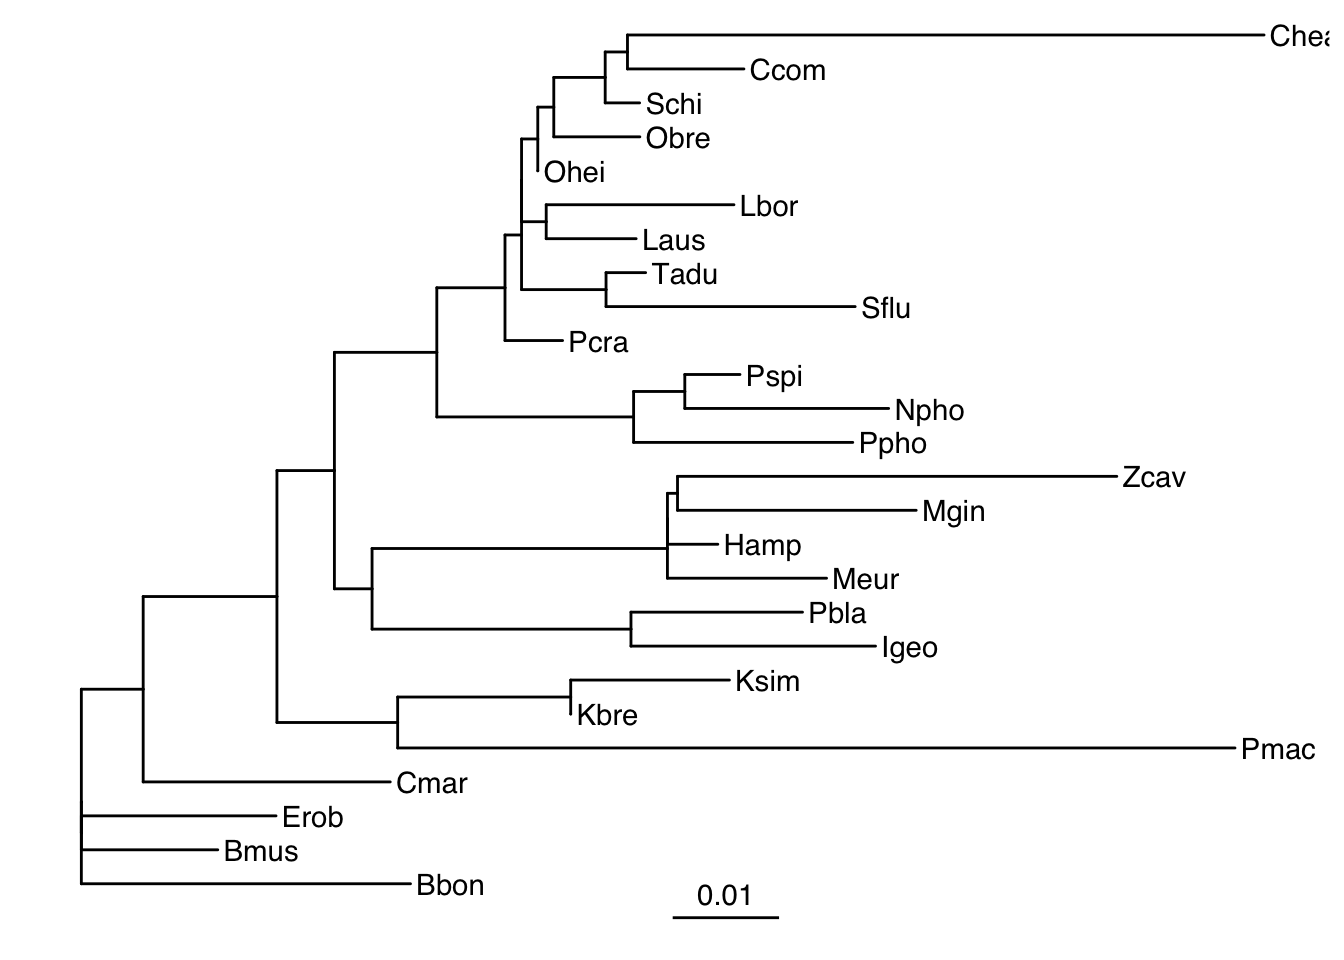 Chea
Ccom
Schi
Obre
Ohei
Lbor
Laus
Tadu
Sflu
Pcra
Pspi
Npho
Ppho
Zcav
Mgin
Hamp
Meur
Pbla
Igeo
Ksim
Kbre
Pmac
Cmar
Erob
Bmus
Bbon
0.01